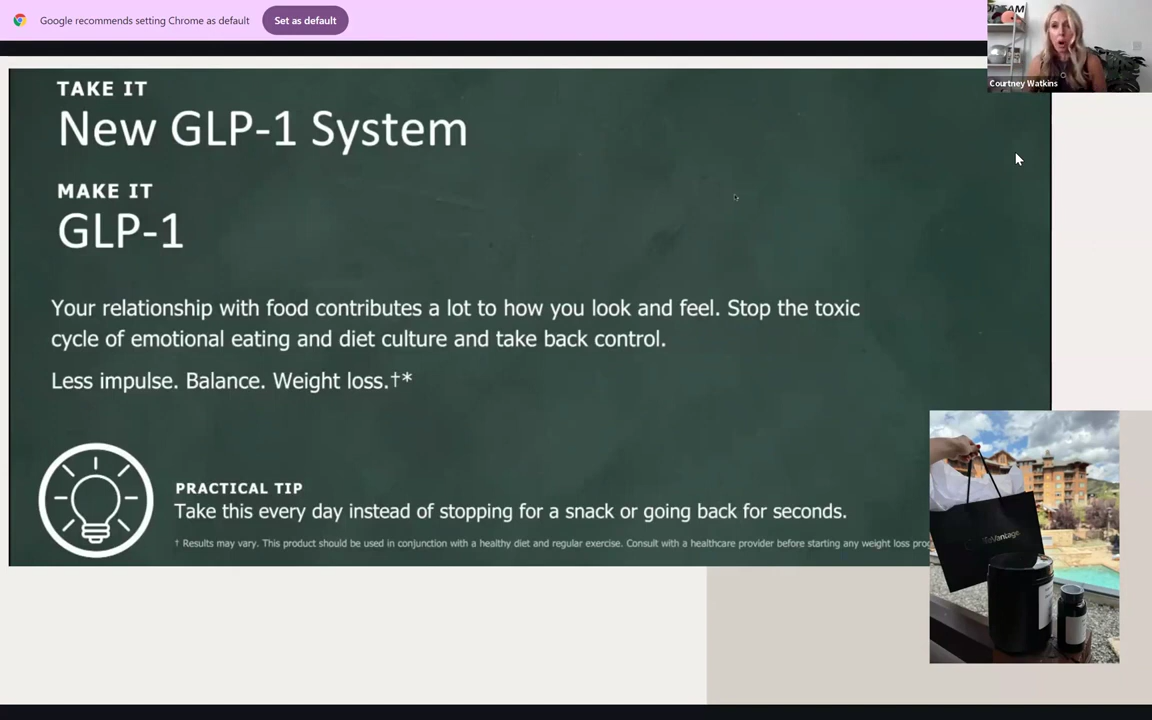 Google recommends setting Chrome as default
Set as default
Courtney Watkins
TAKE IT
New GLP-1 System
MAKE IT
GLP-1
Your relationship with food contributes a lot to how you look and feel. Stop the toxic
cycle of emotional eating and diet culture and take back control.
Less impulse. Balance. Weight loss.†*
PRACTICAL TIP
Take this every day instead of stopping for a snack or going back for seconds.
† Results may vary. This product should be used in conjunction with a healthy diet and regular exercise. Consult with a healthcare provider before starting any weight loss